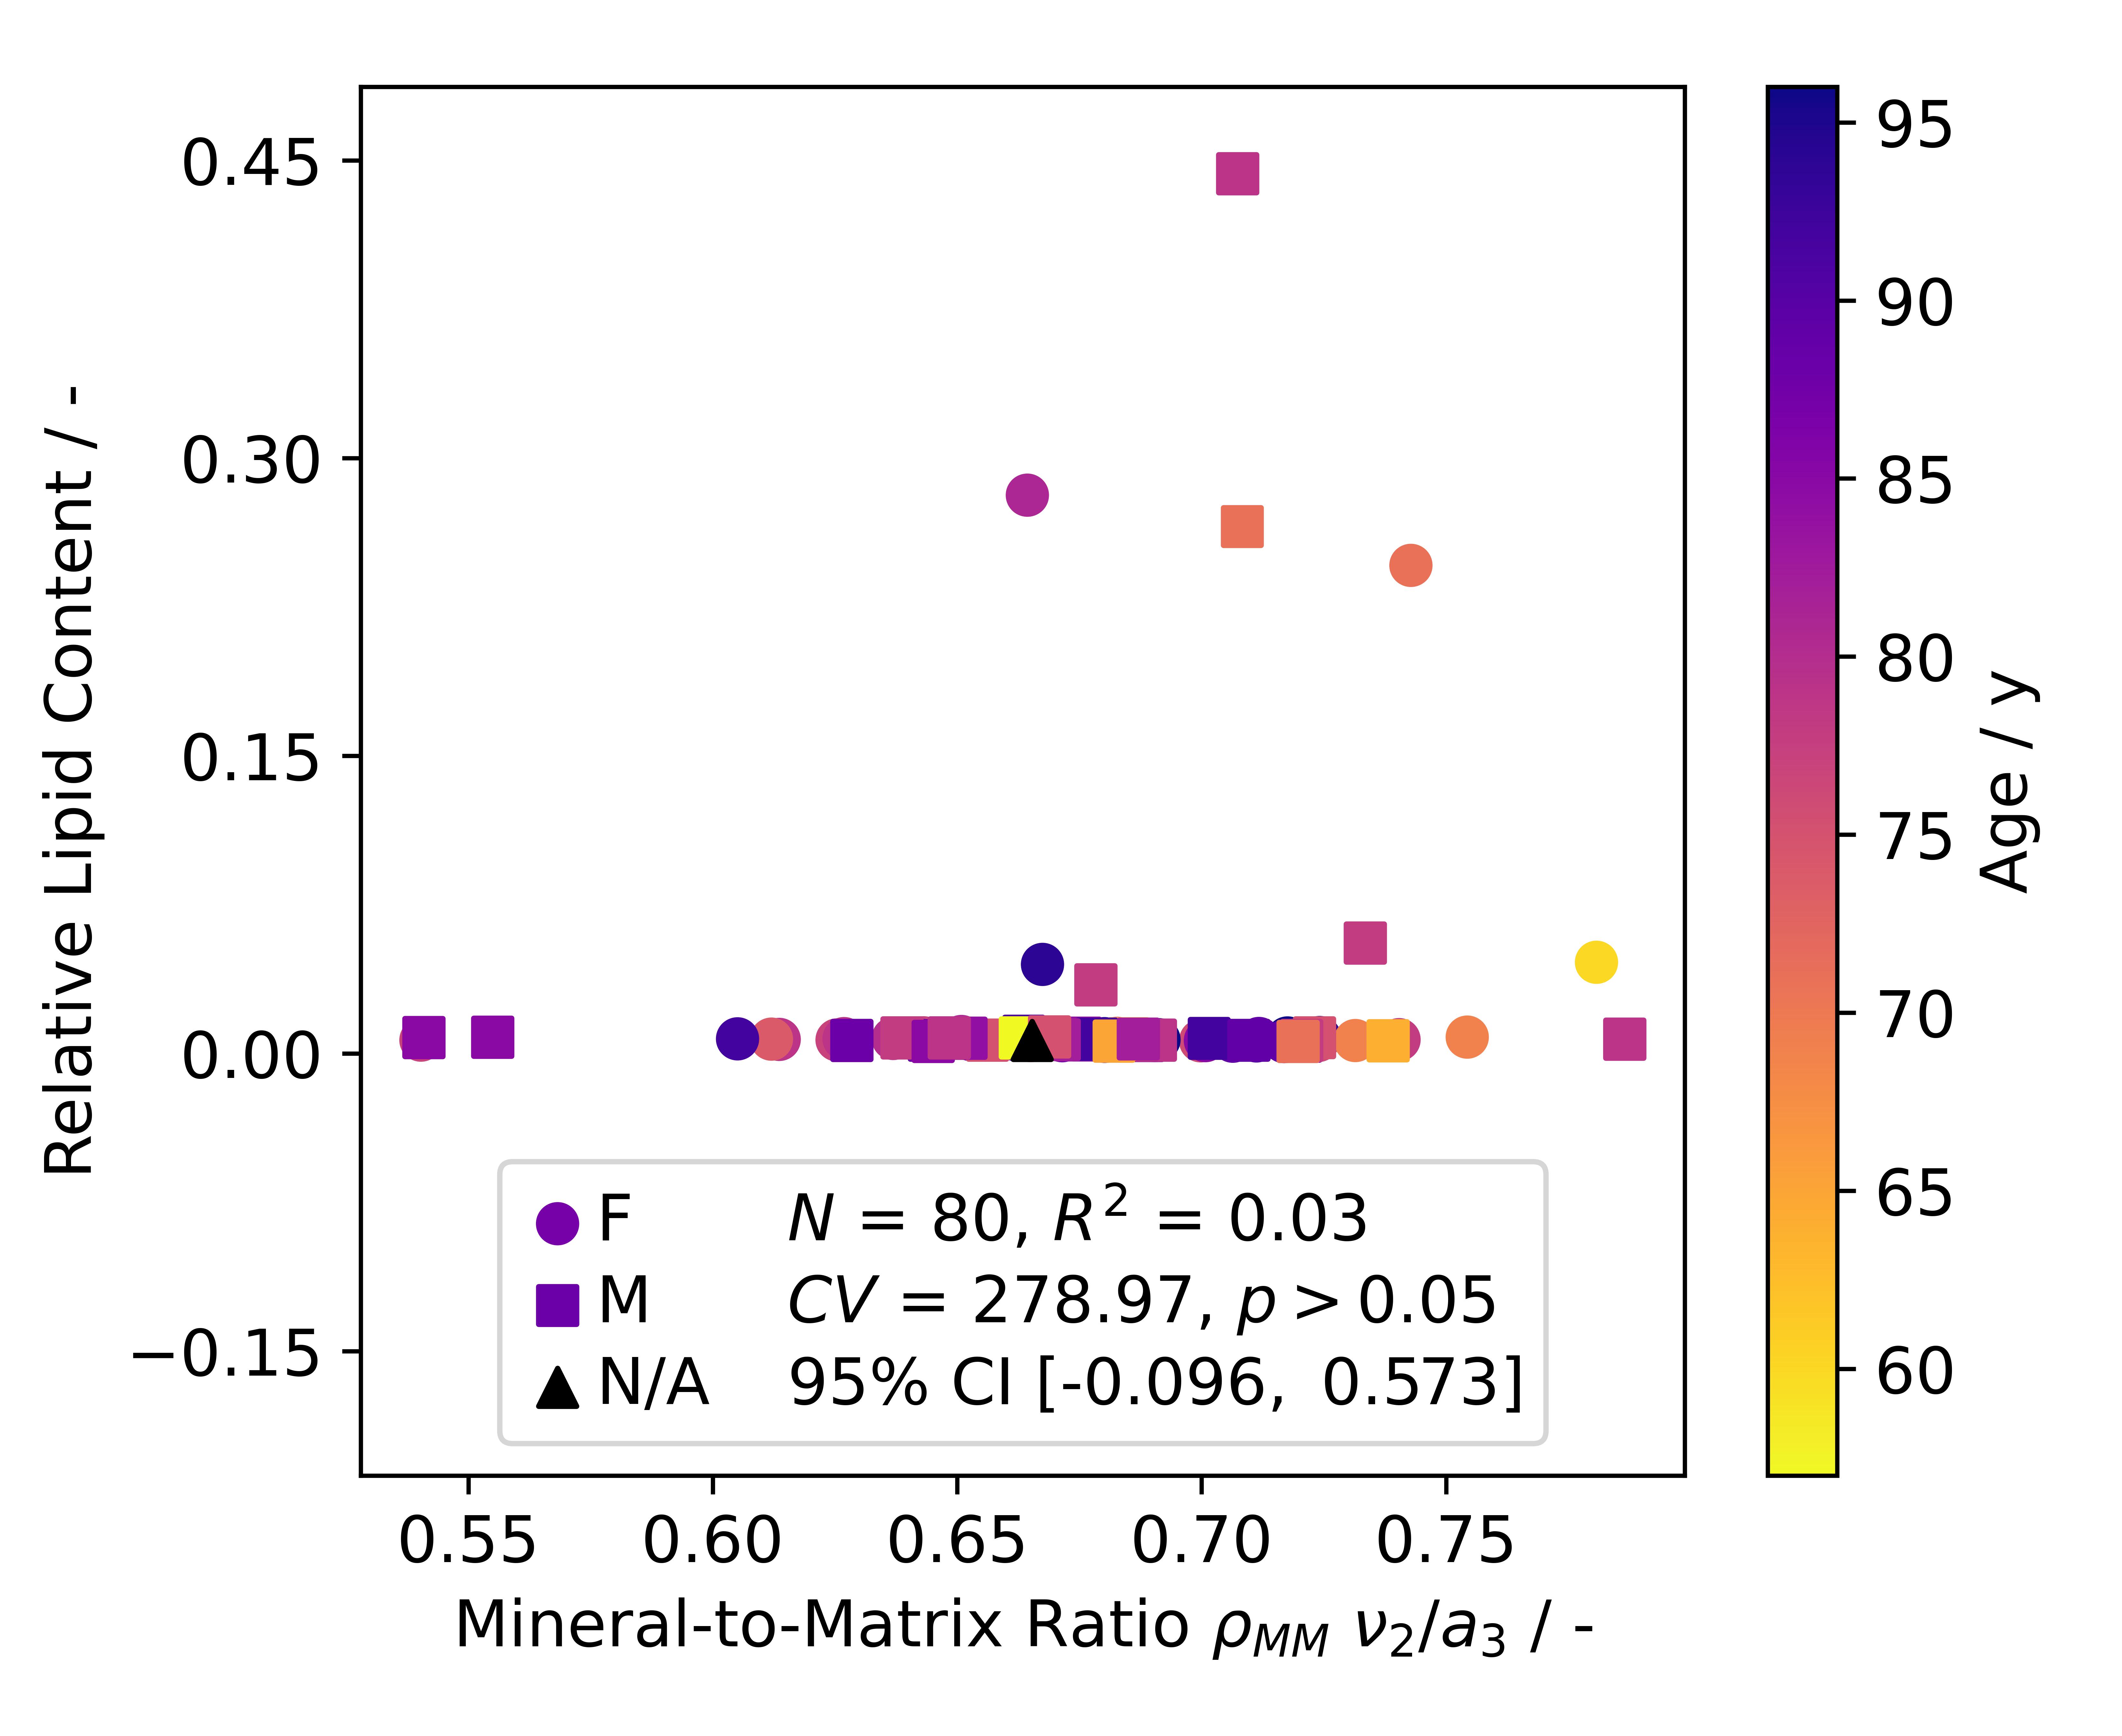 0.45
0.30
0.15
0.00
−0.15
Relative Lipid Content / -
F N = 80, R² = 0.03
M CV = 278.97, p > 0.05
N/A 95% CI [-0.096, 0.573]
0.55 0.60 0.65 0.70 0.75
Mineral-to-Matrix Ratio ρ_MM ν₂/a₃ / -
95
90
85
80
75
70
65
60
Age / y